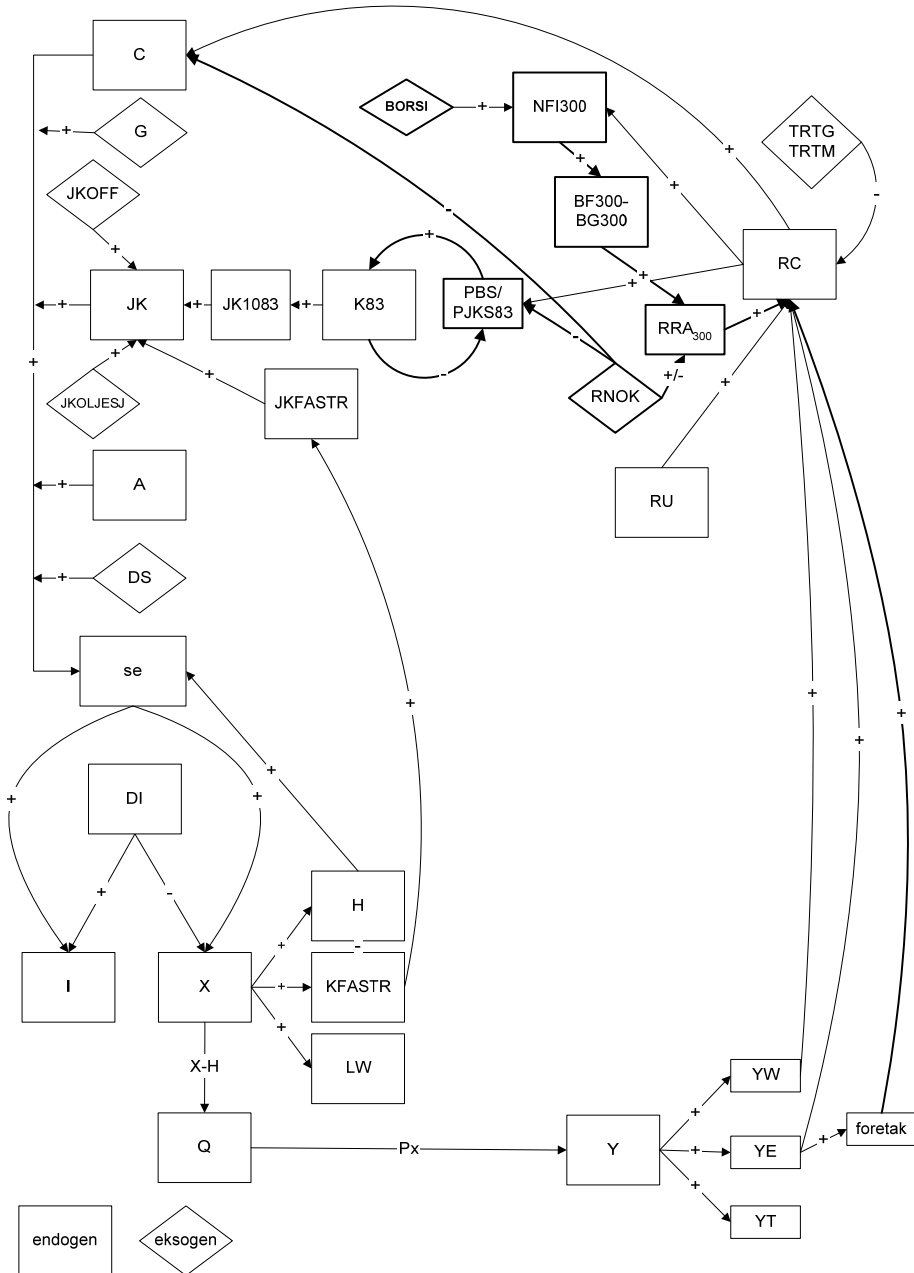 C
+
BORSI
+
NFI300
G
+
+
TRTG
TRTM
+
-
JKOFF
+
-
+
BF300-
BG300
+
RC
+
+
JK
+
JK1083
+
K83
+
PBS/
PJKS83
+
RRA300
+
-
-
+
+
JKOLJESJ
+
JKFASTR
RNOK
+/-
+
A
+
RU
DS
+
se
+
+
+
+
DI
+
+
+
+
-
H
+
-
I
X
+
KFASTR
+
LW
X-H
YW
+
foretak
Q
Px
Y
+
YE
+
+
YT
endogen
eksogen